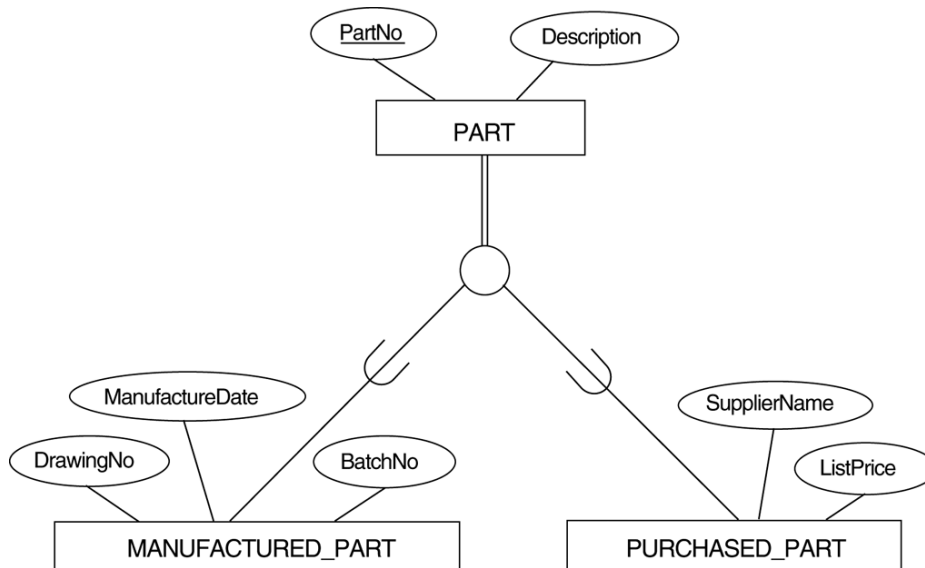 PartNo
Description
PART
ManufactureDate
SupplierName
DrawingNo
BatchNo
ListPrice
MANUFACTURED_PART
PURCHASED_PART